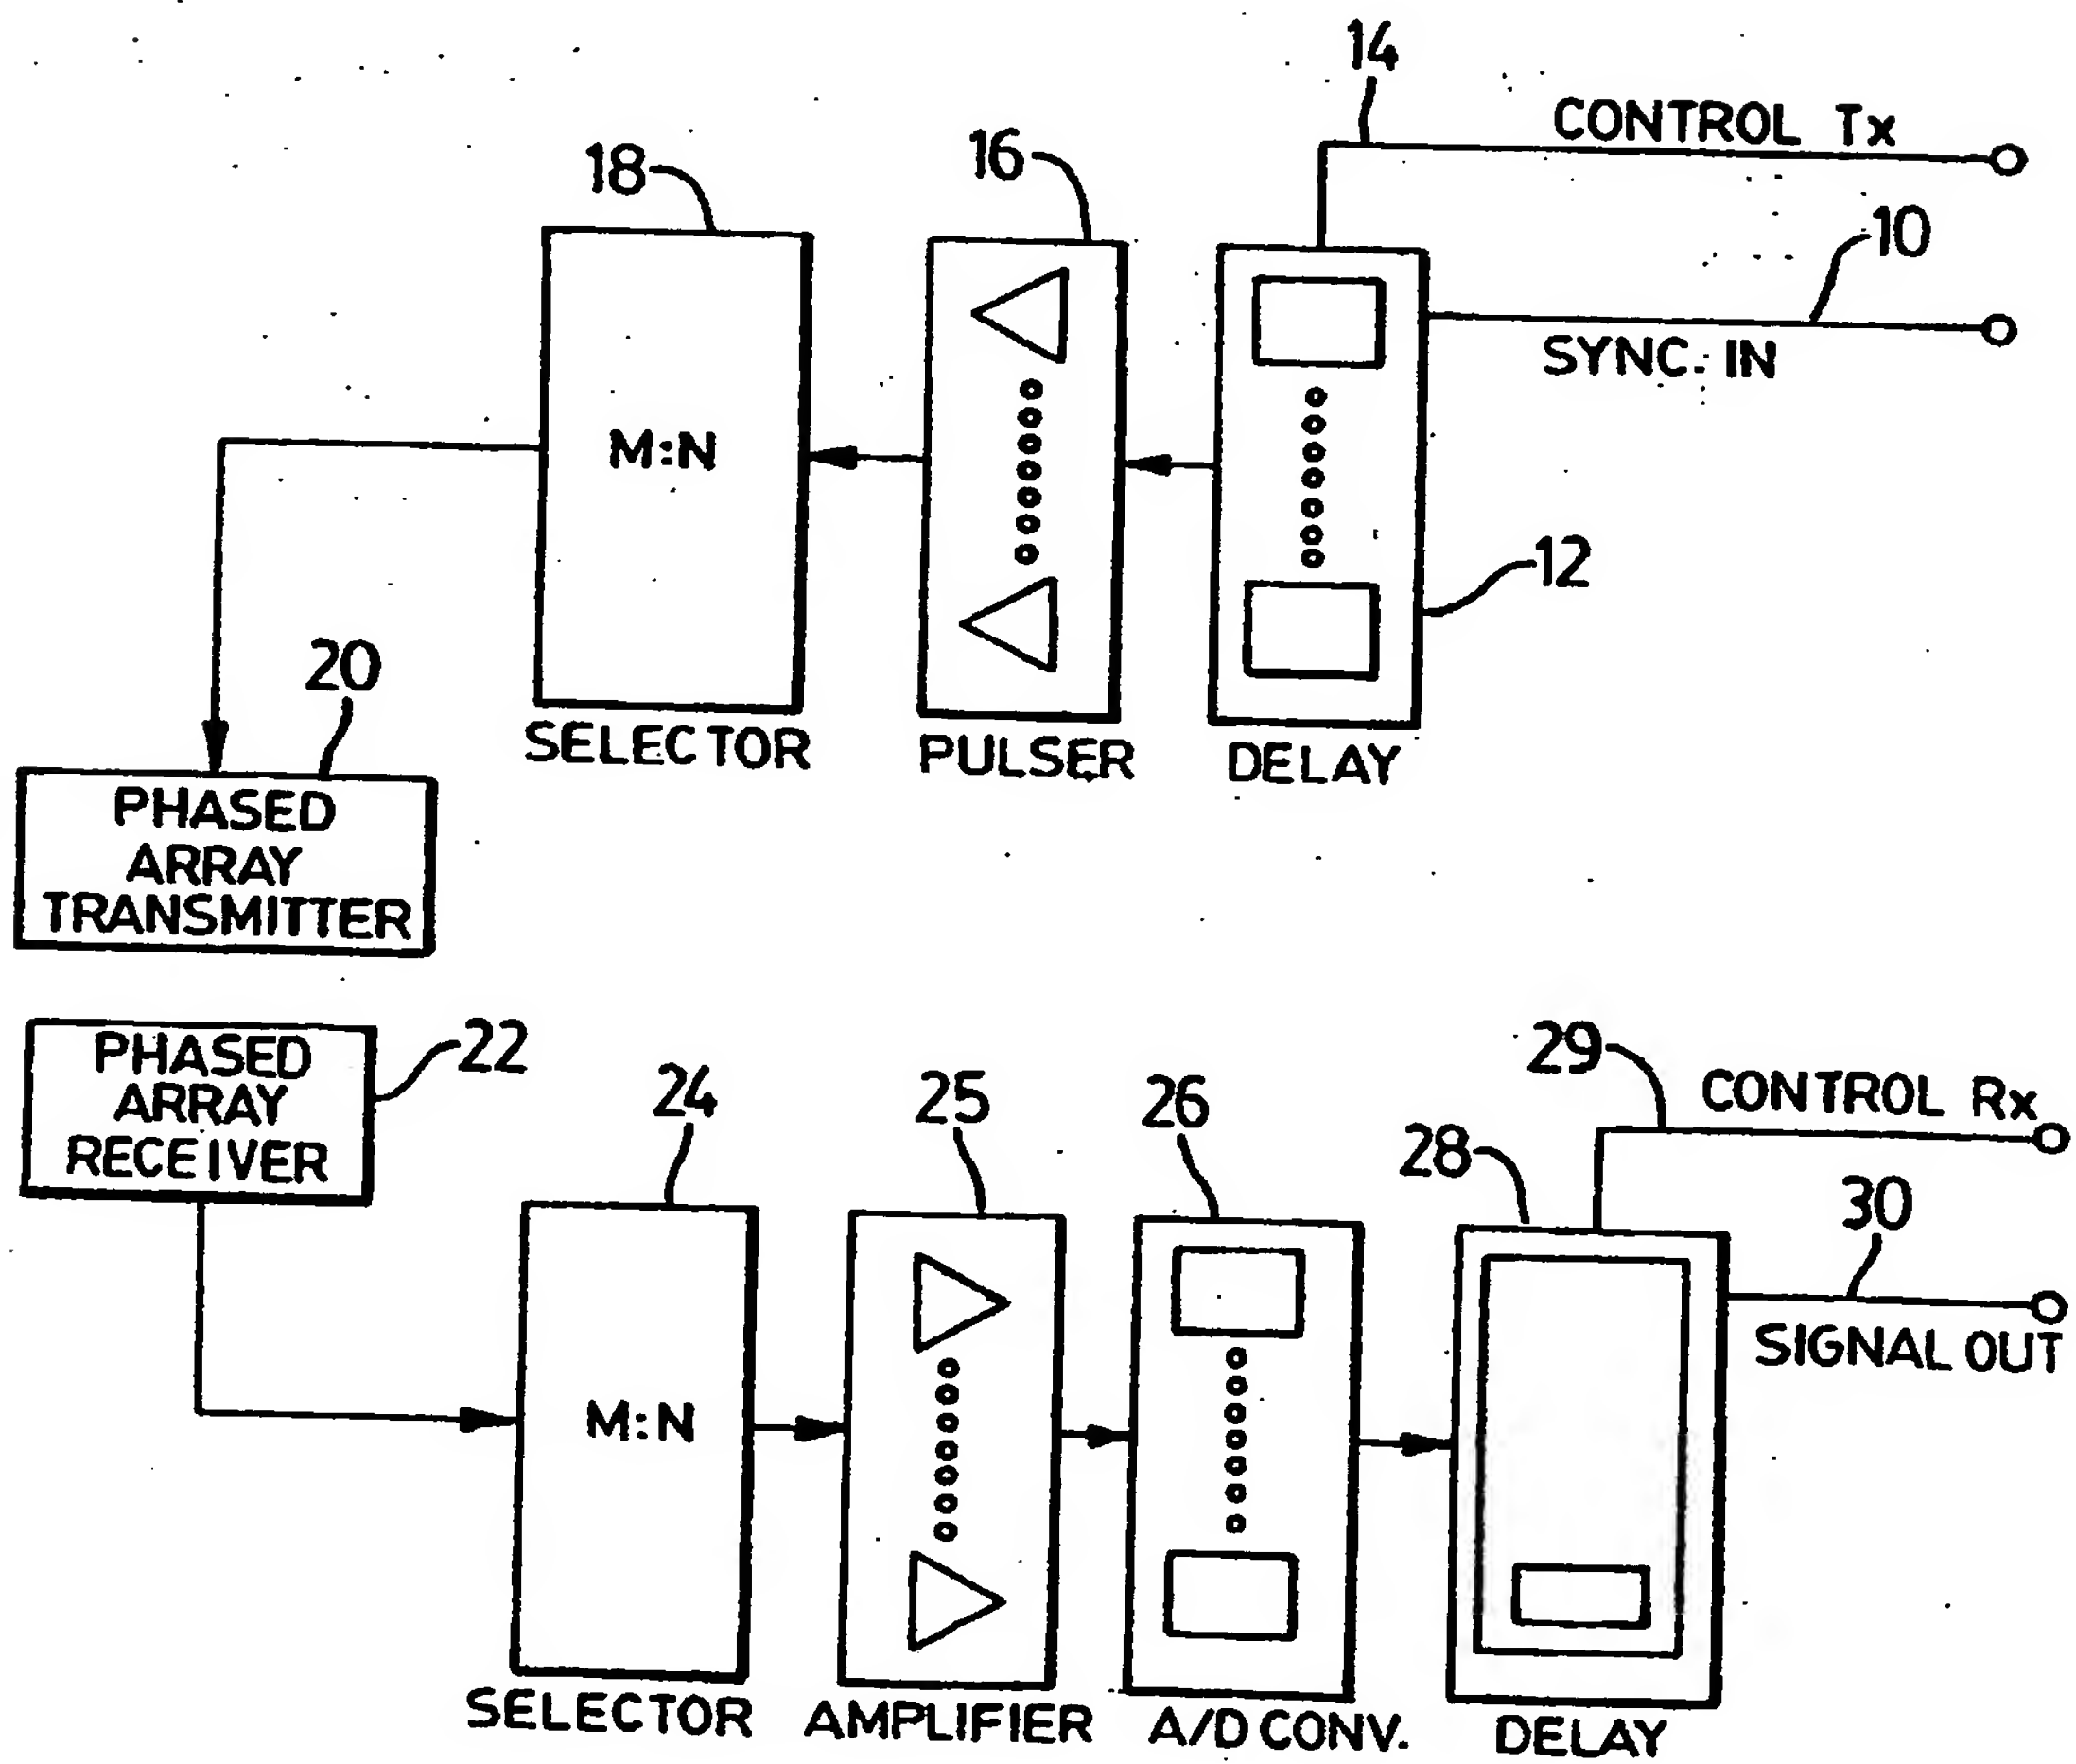 14
CONTROL Tx
16
18
10
SYNC. IN
M:N
12
20
SELECTOR
PULSER
DELAY
PHASED
ARRAY
TRANSMITTER
PHASED
ARRAY
RECEIVER
22
24
25
26
29
CONTROL Rx
28
30
SIGNAL OUT
M:N
SELECTOR
AMPLIFIER
A/D CONV.
DELAY